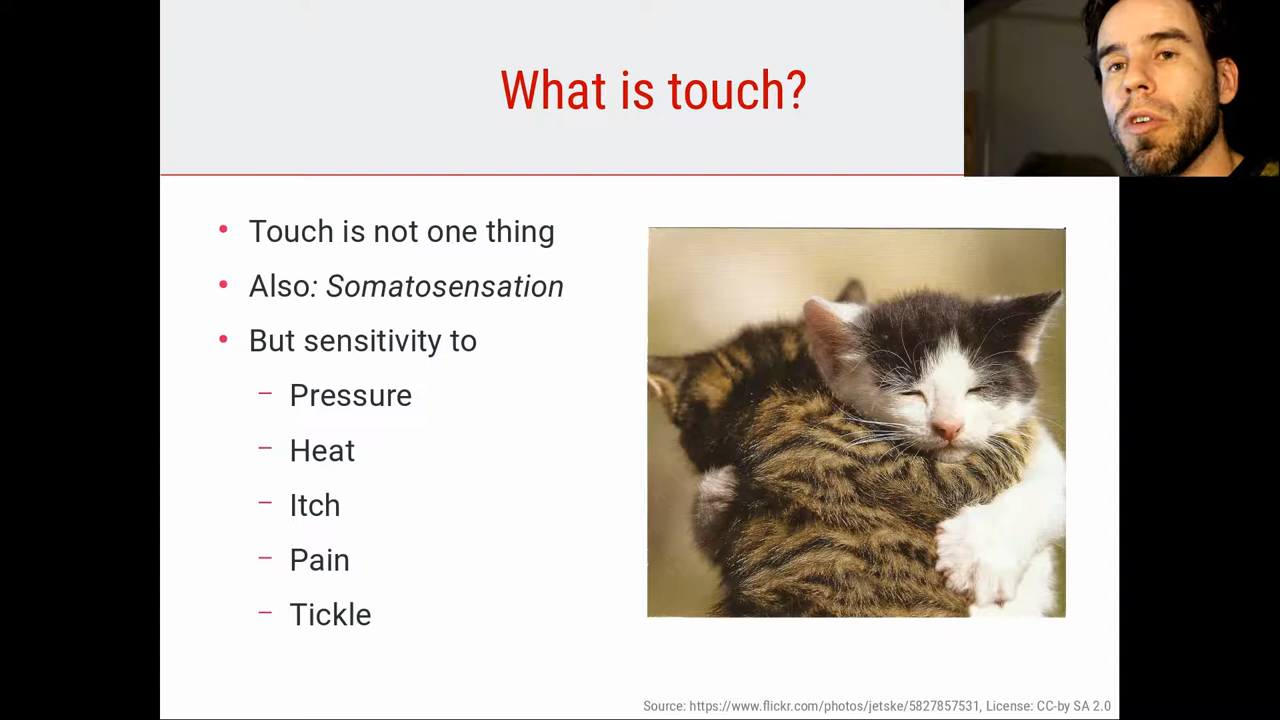 What is touch?
• Touch is not one thing
• Also: Somatosensation
• But sensitivity to
– Pressure
– Heat
– Itch
– Pain
– Tickle
Source: https://www.flickr.com/photos/jetske/5827857531, License: CC-by SA 2.0